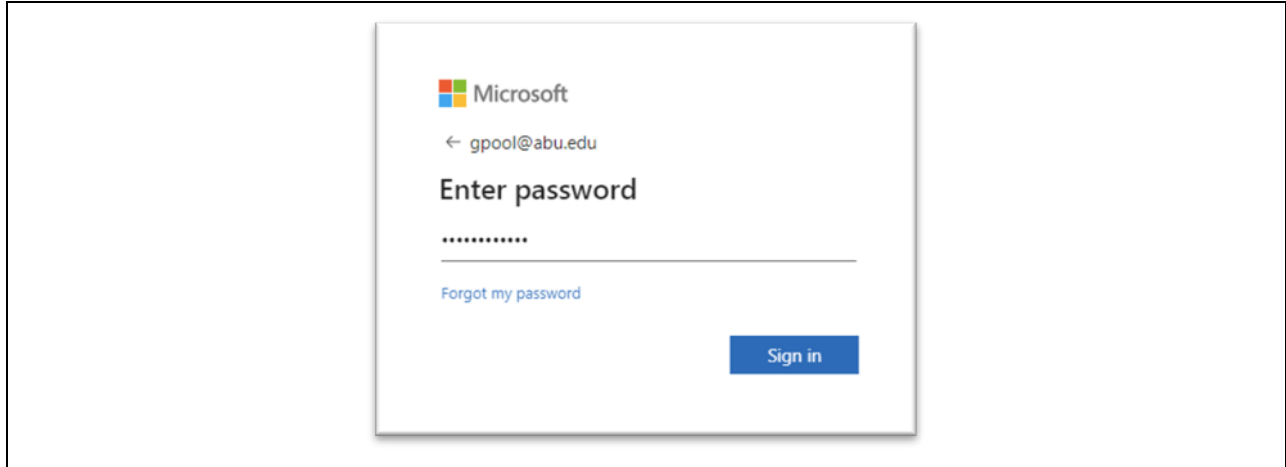 Microsoft
← gpool@abu.edu
Enter password
••••••••••••
Forgot my password
Sign in